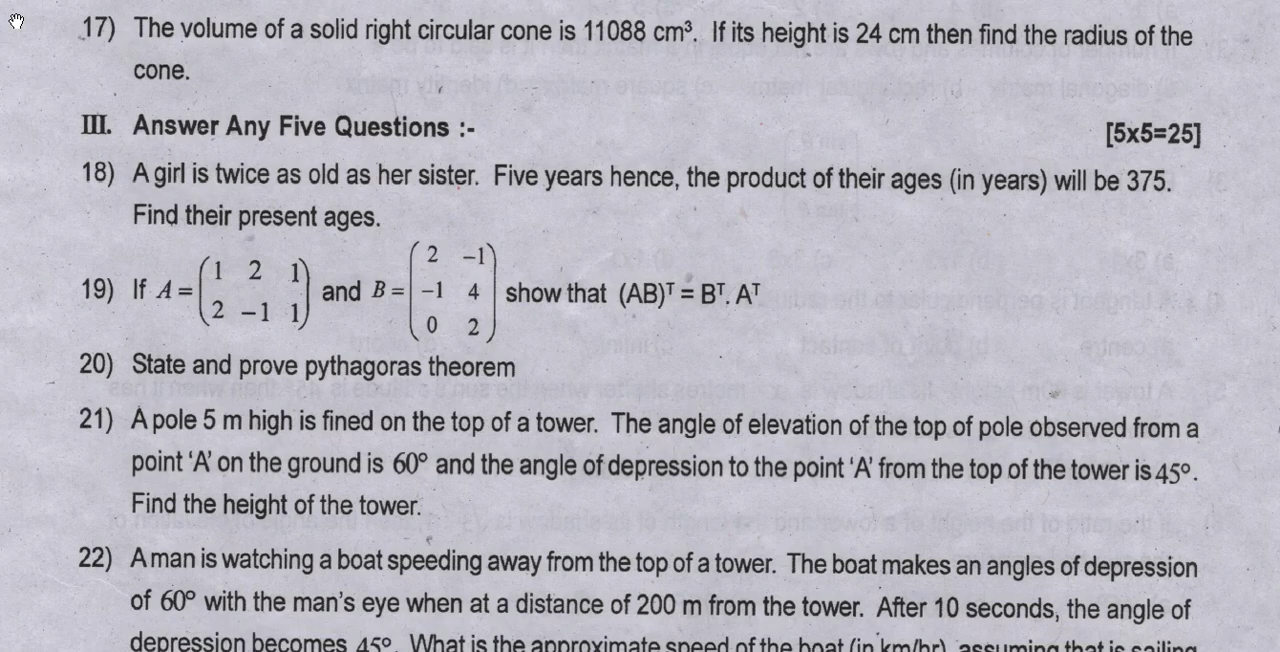 17) The volume of a solid right circular cone is 11088 cm³. If its height is 24 cm then find the radius of the
cone.
III. Answer Any Five Questions :- [5x5=25]
18) A girl is twice as old as her sister. Five years hence, the product of their ages (in years) will be 375.
Find their present ages.
19) If A = (1 2 1 / 2 −1 1) and B = (2 −1 / −1 4 / 0 2) show that (AB)ᵀ = Bᵀ. Aᵀ
20) State and prove pythagoras theorem
21) A pole 5 m high is fined on the top of a tower. The angle of elevation of the top of pole observed from a
point ‘A’ on the ground is 60° and the angle of depression to the point ‘A’ from the top of the tower is 45°.
Find the height of the tower.
22) A man is watching a boat speeding away from the top of a tower. The boat makes an angles of depression
of 60° with the man's eye when at a distance of 200 m from the tower. After 10 seconds, the angle of
depression becomes 45°. What is the approximate speed of the boat (in km/hr), assuming that is sailing